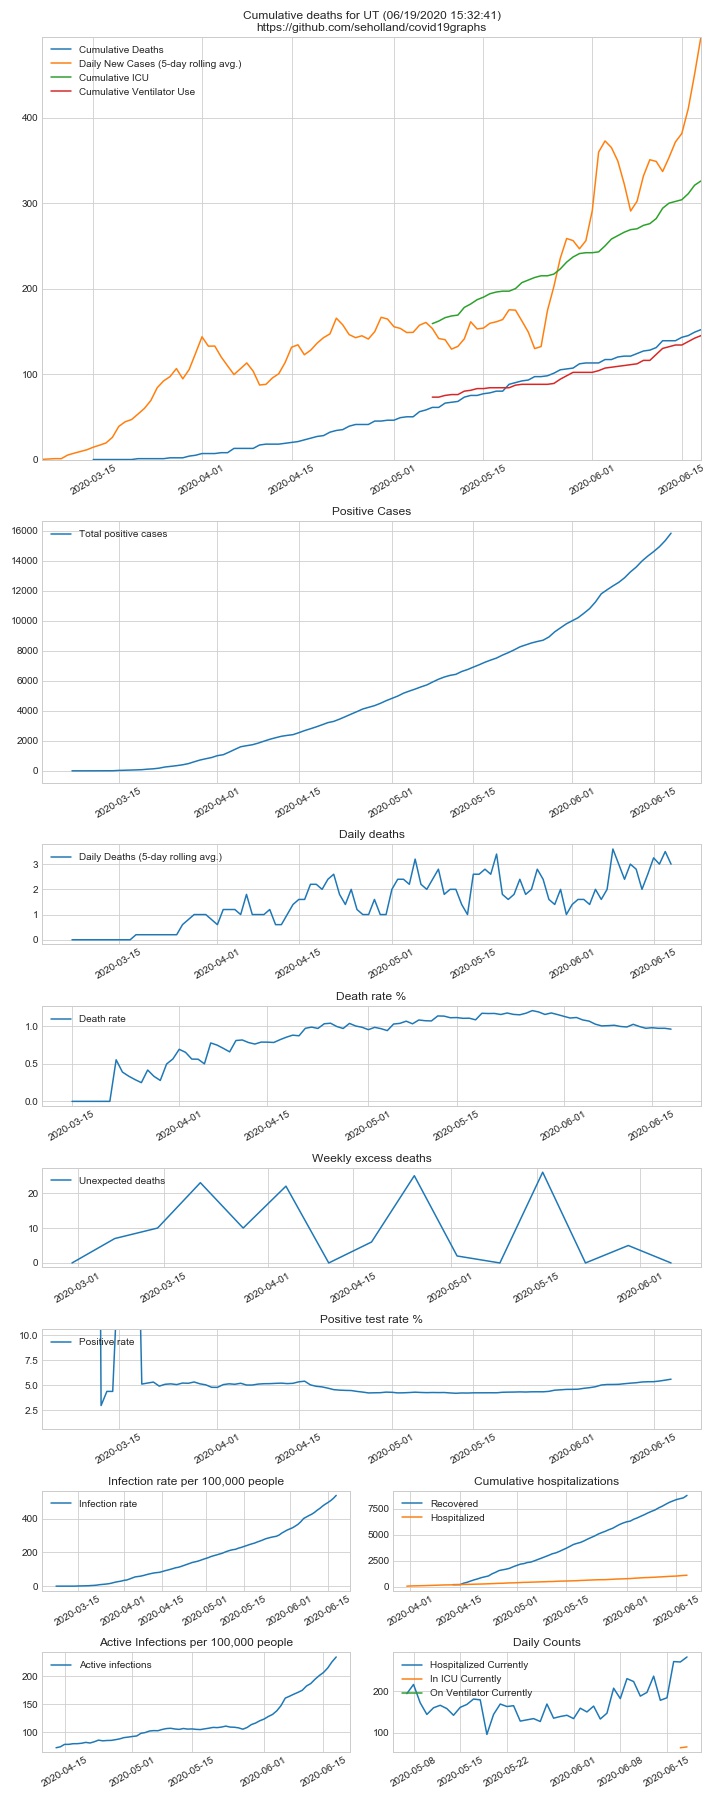 Cumulative deaths for UT (06/19/2020 15:32:41)
https://github.com/seholland/covid19graphs
Cumulative Deaths
Daily New Cases (5-day rolling avg.)
Cumulative ICU
Cumulative Ventilator Use
400
300
200
100
0
2020-03-15 2020-04-01 2020-04-15 2020-05-01 2020-05-15 2020-06-01 2020-06-15
Positive Cases
Total positive cases
16000
14000
12000
10000
8000
6000
4000
2000
0
2020-03-15 2020-04-01 2020-04-15 2020-05-01 2020-05-15 2020-06-01 2020-06-15
Daily deaths
Daily Deaths (5-day rolling avg.)
3
2
1
0
2020-03-15 2020-04-01 2020-04-15 2020-05-01 2020-05-15 2020-06-01 2020-06-15
Death rate %
Death rate
1.0
0.5
0.0
2020-03-15 2020-04-01 2020-04-15 2020-05-01 2020-05-15 2020-06-01 2020-06-15
Weekly excess deaths
Unexpected deaths
20
10
0
2020-03-01 2020-03-15 2020-04-01 2020-04-15 2020-05-01 2020-05-15 2020-06-01
Positive test rate %
Positive rate
10.0
7.5
5.0
2.5
2020-03-15 2020-04-01 2020-04-15 2020-05-01 2020-05-15 2020-06-01 2020-06-15
Infection rate per 100,000 people
Infection rate
400
200
0
2020-03-15 2020-04-01 2020-04-15 2020-05-01 2020-05-15 2020-06-01 2020-06-15
Cumulative hospitalizations
Recovered
Hospitalized
7500
5000
2500
0
2020-04-01 2020-04-15 2020-05-01 2020-05-15 2020-06-01 2020-06-15
Active Infections per 100,000 people
Active infections
200
150
100
2020-04-15 2020-05-01 2020-05-15 2020-06-01 2020-06-15
Daily Counts
Hospitalized Currently
In ICU Currently
On Ventilator Currently
200
100
2020-05-08 2020-05-15 2020-05-22 2020-06-01 2020-06-08 2020-06-15